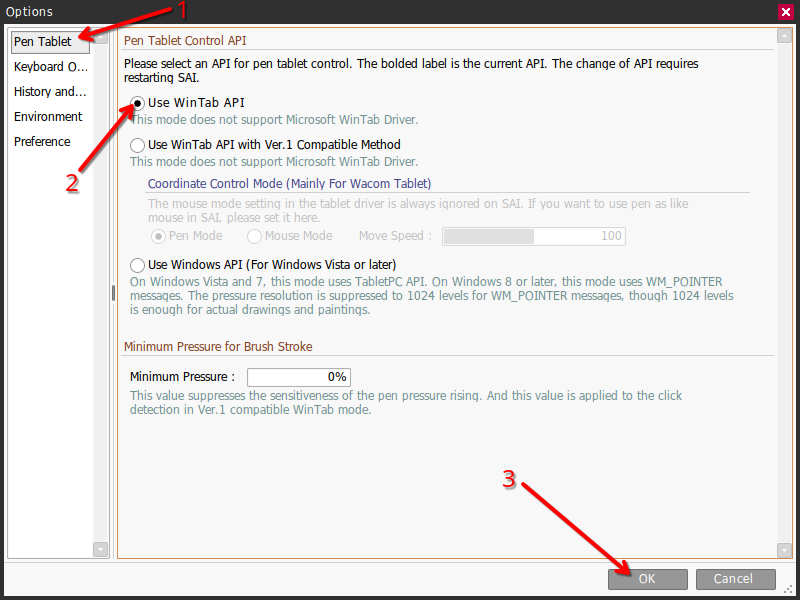 Options
1
Pen Tablet
Keyboard O...
History and...
Environment
Preference
2
Pen Tablet Control API
Please select an API for pen tablet control. The bolded label is the current API. The change of API requires
restarting SAI.
Use WinTab API
This mode does not support Microsoft WinTab Driver.
Use WinTab API with Ver.1 Compatible Method
This mode does not support Microsoft WinTab Driver.
Coordinate Control Mode (Mainly For Wacom Tablet)
The mouse mode setting in the tablet driver is always ignored on SAI. If you want to use pen as like
mouse in SAI, please set it here.
Pen Mode Mouse Mode Move Speed : 100
Use Windows API (For Windows Vista or later)
On Windows Vista and 7, this mode uses TabletPC API. On Windows 8 or later, this mode uses WM_POINTER
messages. The pressure resolution is suppressed to 1024 levels for WM_POINTER messages, though 1024 levels
is enough for actual drawings and paintings.
Minimum Pressure for Brush Stroke
Minimum Pressure : 0%
This value suppresses the sensitiveness of the pen pressure rising. And this value is applied to the click
detection in Ver.1 compatible WinTab mode.
3
OK Cancel